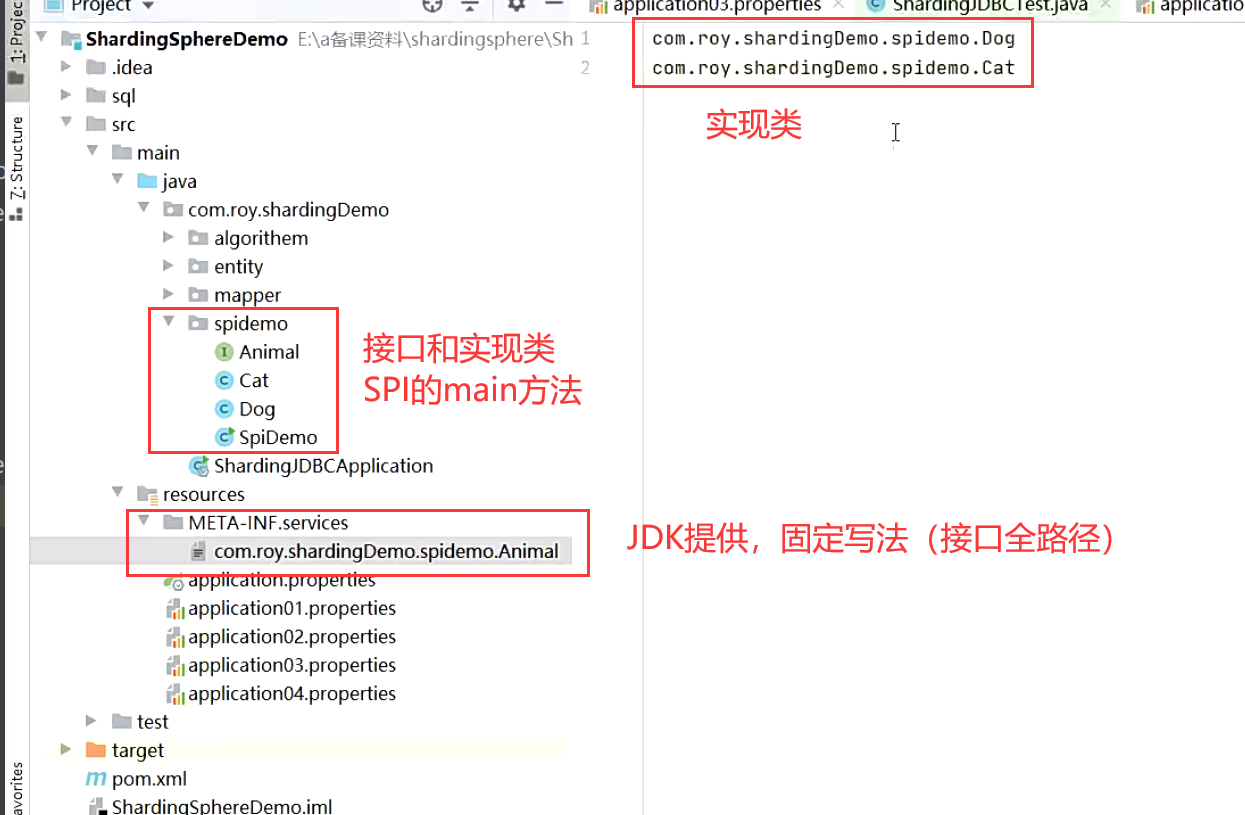 Project
application03.properties
ShardingJDBCTest.java
applicatio
1: Projec
Z: Structure
avorites
ShardingSphereDemo E:\a备课资料\shardingsphere\Sh
.idea
sql
src
main
java
com.roy.shardingDemo
algorithem
entity
mapper
spidemo
Animal
Cat
Dog
SpiDemo
ShardingJDBCApplication
resources
META-INF.services
com.roy.shardingDemo.spidemo.Animal
application.properties
application01.properties
application02.properties
application03.properties
application04.properties
test
target
pom.xml
ShardingSphereDemo.iml
接口和实现类
SPI的main方法
1 com.roy.shardingDemo.spidemo.Dog
2 com.roy.shardingDemo.spidemo.Cat
实现类
JDK提供，固定写法（接口全路径）